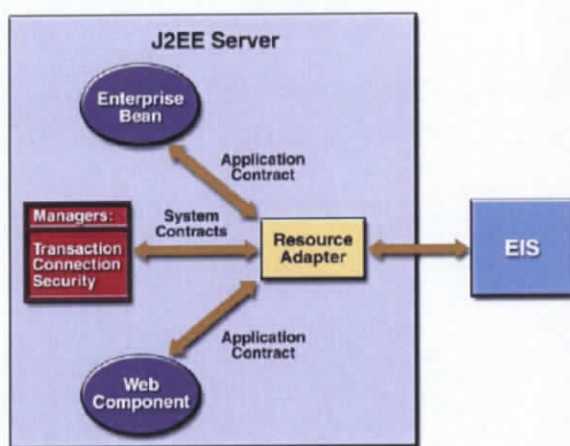 J2EE Server
Enterprise
Bean
Application
Contract
Managers:
Transaction
Connection
Security
System
Contracts
Resource
Adapter
EIS
Application
Contract
Web
Component